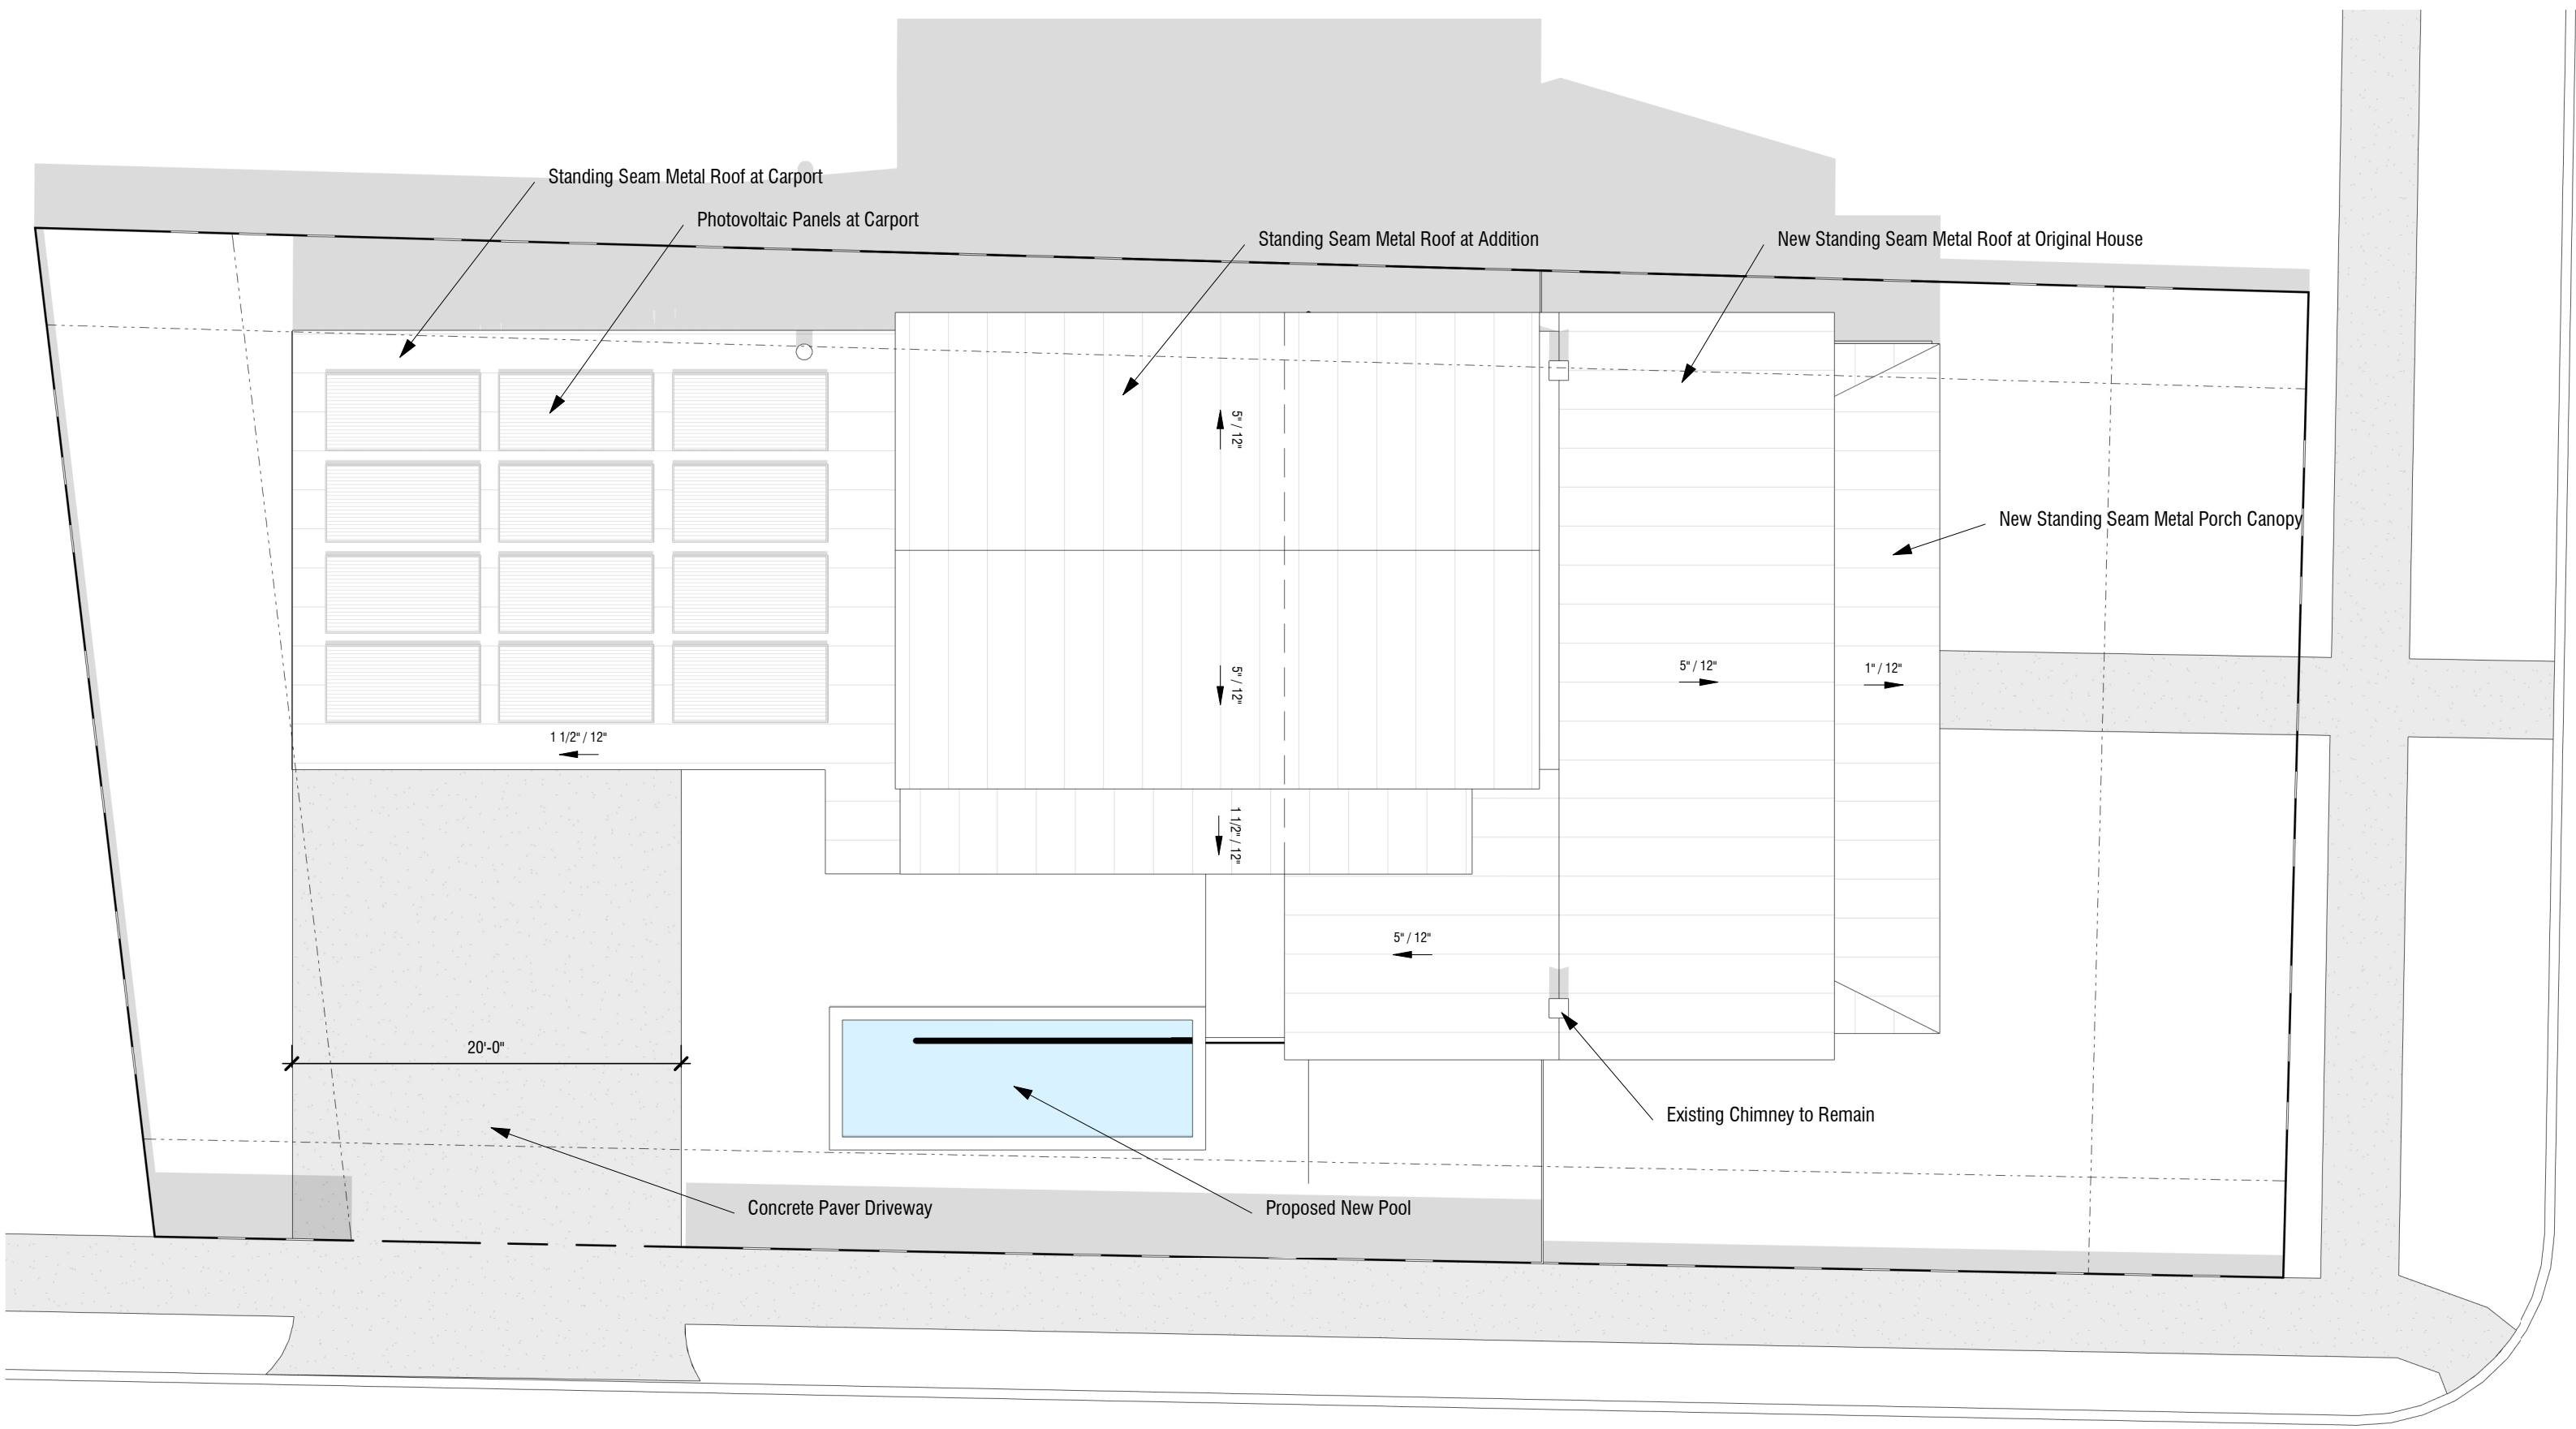 Standing Seam Metal Roof at Carport
Photovoltaic Panels at Carport
Standing Seam Metal Roof at Addition
New Standing Seam Metal Roof at Original House
5" / 12"
New Standing Seam Metal Porch Canopy
5" / 12"
5" / 12"
1" / 12"
1 1/2" / 12"
1 1/2" / 12"
5" / 12"
20'-0"
Existing Chimney to Remain
Concrete Paver Driveway
Proposed New Pool